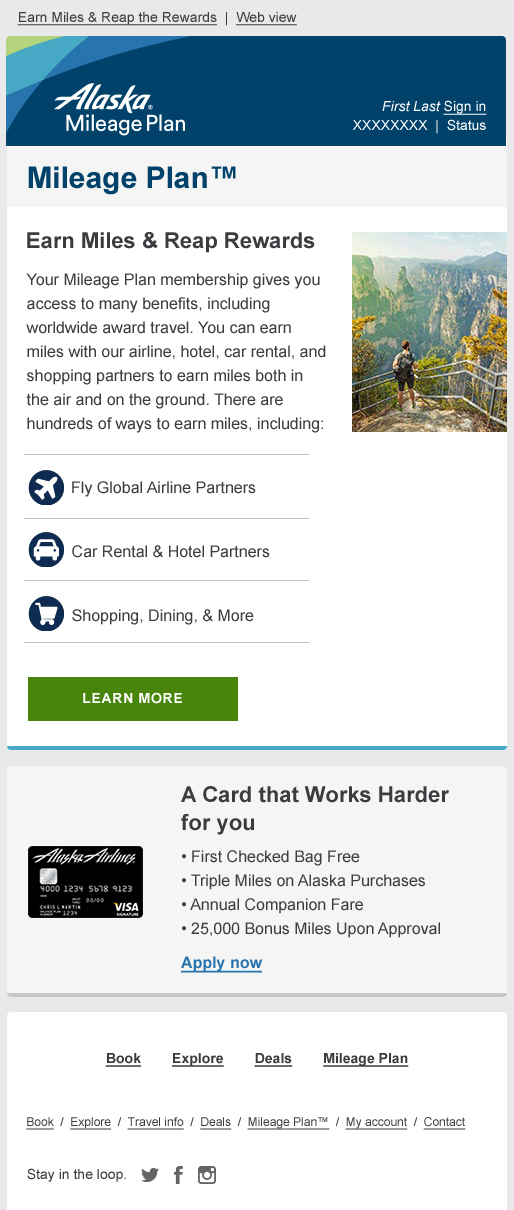 Earn Miles & Reap the Rewards | Web view
Alaska®
Mileage Plan
First Last Sign in
XXXXXXXX | Status
Mileage Plan™
Earn Miles & Reap Rewards
Your Mileage Plan membership gives you
access to many benefits, including
worldwide award travel. You can earn
miles with our airline, hotel, car rental, and
shopping partners to earn miles both in
the air and on the ground. There are
hundreds of ways to earn miles, including:
Fly Global Airline Partners
Car Rental & Hotel Partners
Shopping, Dining, & More
LEARN MORE
A Card that Works Harder
for you
• First Checked Bag Free
• Triple Miles on Alaska Purchases
• Annual Companion Fare
• 25,000 Bonus Miles Upon Approval
Apply now
Alaska Airlines
4000 1234 5678 9123
00/00
CHRIS L MARTIN
1234
VISA
SIGNATURE
Book Explore Deals Mileage Plan
Book / Explore / Travel info / Deals / Mileage Plan™ / My account / Contact
Stay in the loop.